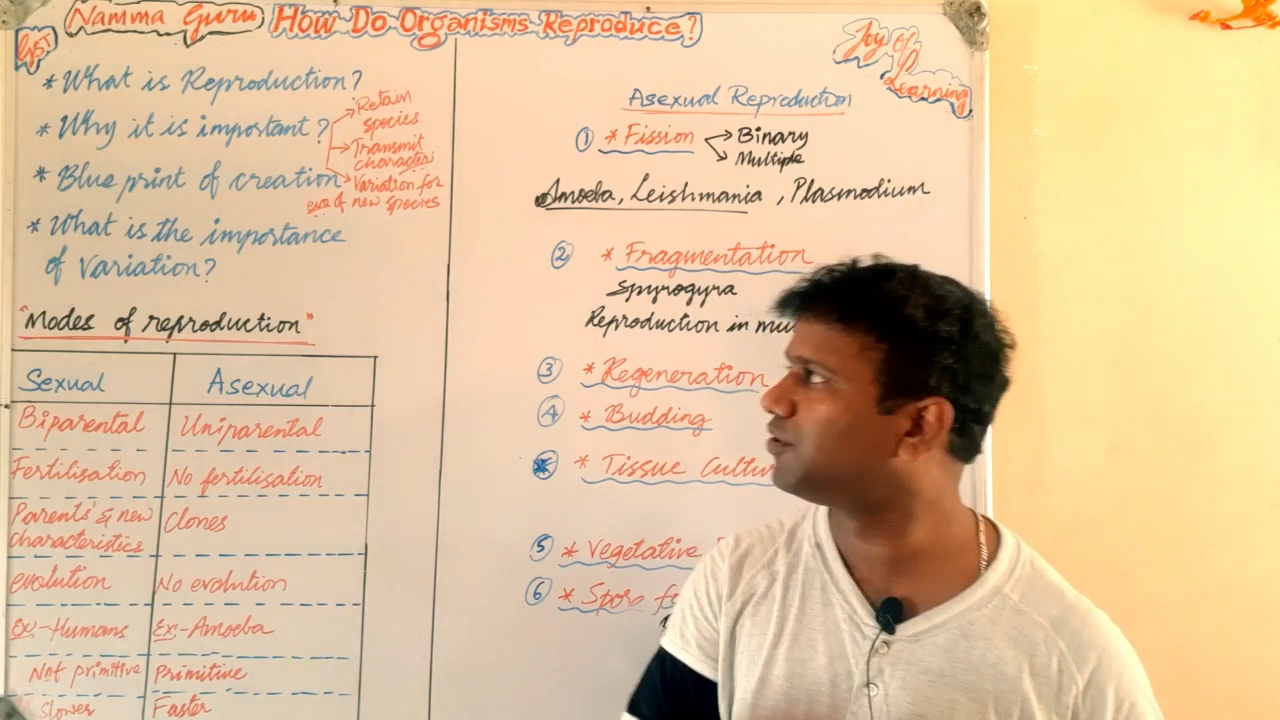 Namma Guru How Do Organisms Reproduce?
Joy of
Learning
* What is Reproduction?
* Why it is important?
Retain
species
Transmit
character
Variation for
evo of new species
* Blue print of creation
* What is the importance
of variation?
"Modes of reproduction"
Sexual Asexual
Biparental Uniparental
Fertilisation No fertilisation
Parents' & new
characteristics
Clones
evolution No evolution
Ex:-Humans Ex:-Amoeba
Not primitive Primitive
Slower Faster
Asexual Reproduction
1 * Fission
Binary
Multiple
Amoeba, Leishmania, Plasmodium
2 * Fragmentation
Spyrogyra
Reproduction in mu
3 * Regeneration
4 * Budding
* Tissue Cultur
5 * Vegetative
6 * Spore fo